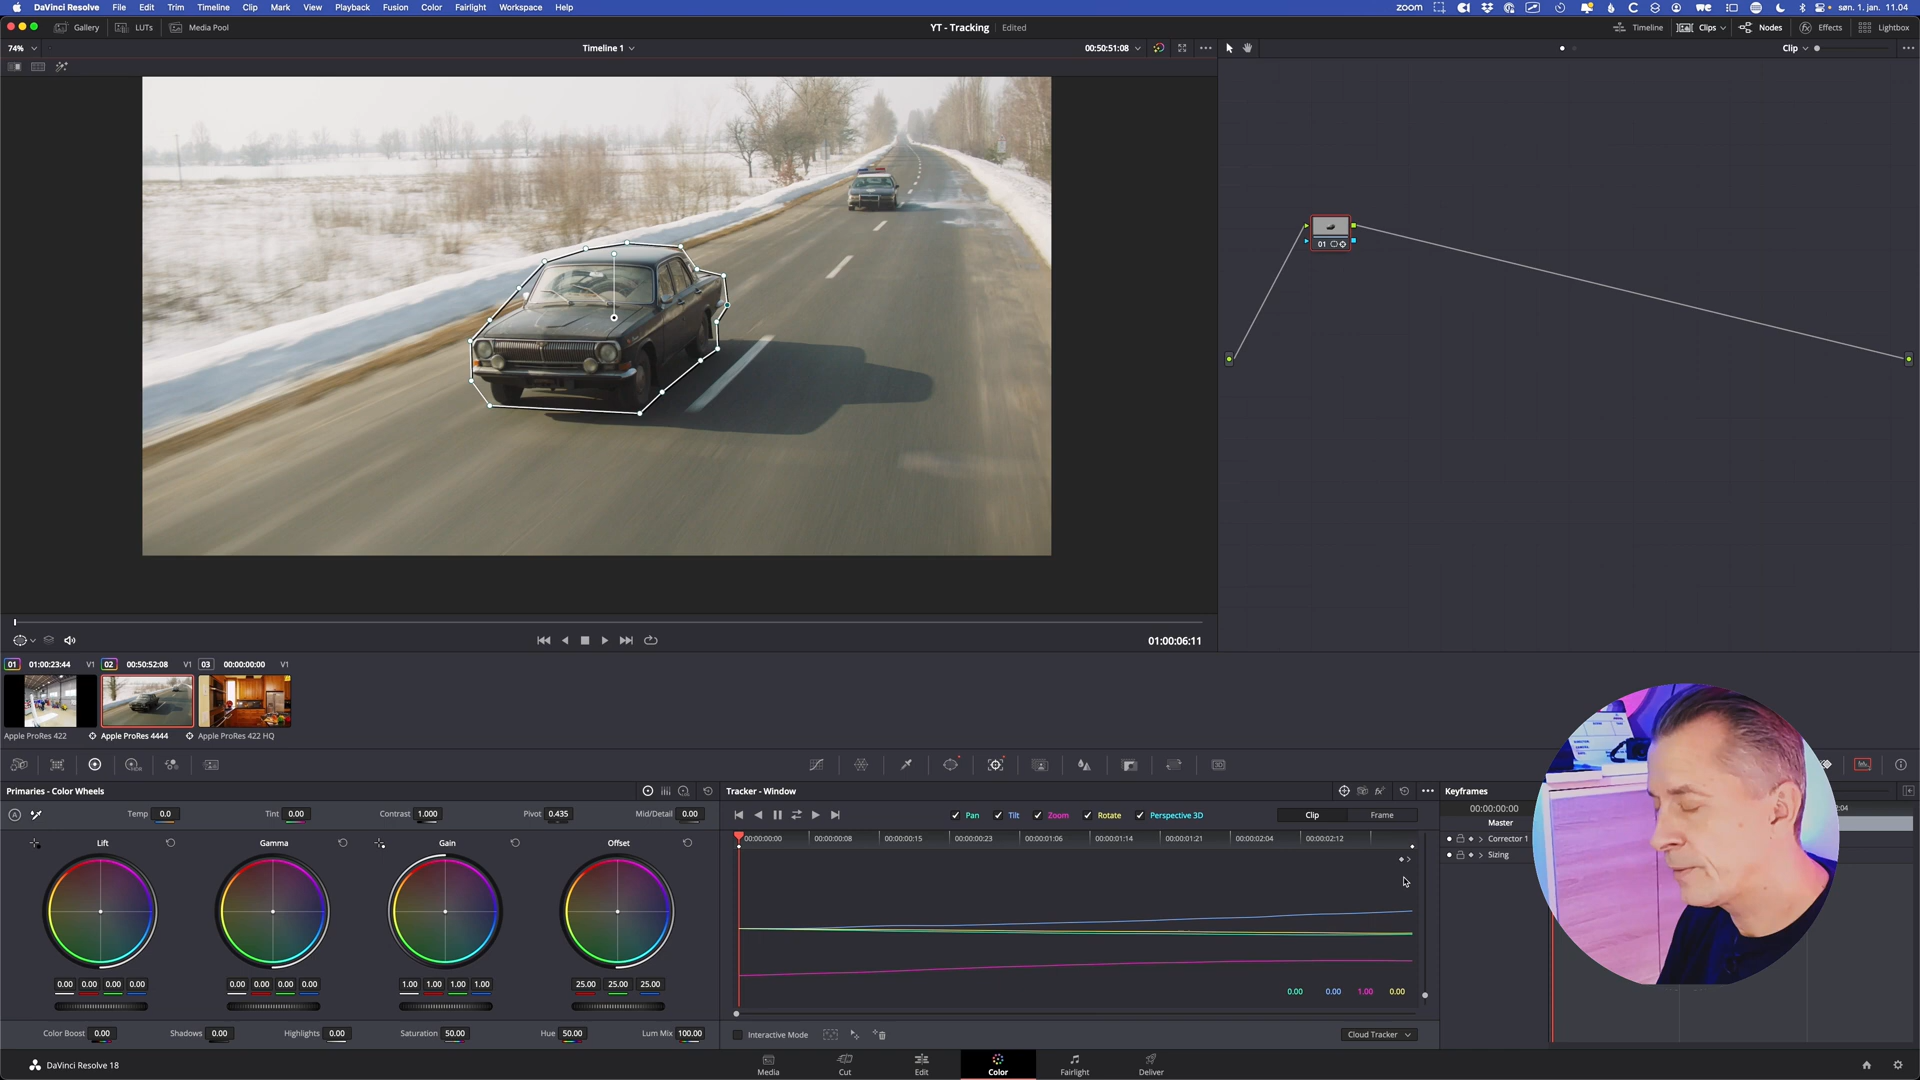 DaVinci Resolve File Edit Trim Timeline Clip Mark View Playback Fusion Color Fairlight Workspace Help
zoom søn. 1. jan. 11.04
Gallery LUTs Media Pool
YT - Tracking Edited
Timeline Clips Nodes Effects Lightbox
74%
Timeline 1
00:50:51:08
Clip
01
01:00:06:11
01 01:00:23:44 V1 02 00:50:52:08 V1 03 00:00:00:00 V1
Apple ProRes 422 Apple ProRes 4444 Apple ProRes 422 HQ
Primaries - Color Wheels
Temp 0.0 Tint 0.00 Contrast 1.000 Pivot 0.435 Mid/Detail 0.00
Lift Gamma Gain Offset
0.00 0.00 0.00 0.00 0.00 0.00 0.00 0.00 1.00 1.00 1.00 1.00 25.00 25.00 25.00
Color Boost 0.00 Shadows 0.00 Highlights 0.00 Saturation 50.00 Hue 50.00 Lum Mix 100.00
Tracker - Window
Pan Tilt Zoom Rotate Perspective 3D Clip Frame
00:00:00:00 00:00:00:08 00:00:00:15 00:00:00:23 00:00:01:06 00:00:01:14 00:00:01:21 00:00:02:04 00:00:02:12
0.00 0.00 1.00 0.00
Interactive Mode Cloud Tracker
Keyframes
00:00:00:00
Master
Corrector 1
Sizing
DaVinci Resolve 18
Media Cut Edit Color Fairlight Deliver